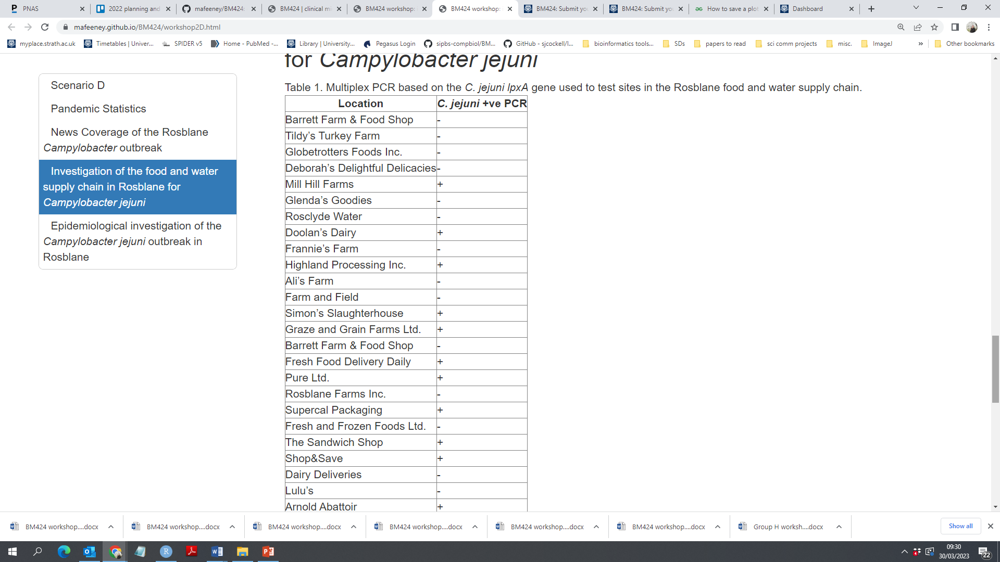 PNAS
2022 planning and
mafeeney/BM424:
BM424 | clinical mi
BM424 workshop:
BM424 workshop:
BM424: Submit you
BM424: Submit you
How to save a plot
Dashboard
mafeeney.github.io/BM424/workshop2D.html
myplace.strath.ac.uk
Timetables | Univer...
SPIDER v5
Home - PubMed -...
Library | University...
Pegasus Login
sipbs-compbiol/BM...
GitHub - sjcockell/l...
bioinformatics tools...
SDs
papers to read
sci comm projects
misc.
ImageJ
»
Other bookmarks
for Campylobacter jejuni
Scenario D
Pandemic Statistics
News Coverage of the Rosblane
Campylobacter outbreak
Investigation of the food and water
supply chain in Rosblane for
Campylobacter jejuni
Epidemiological investigation of the
Campylobacter jejuni outbreak in
Rosblane
Table 1. Multiplex PCR based on the C. jejuni lpxA gene used to test sites in the Rosblane food and water supply chain.
Location C. jejuni +ve PCR
Barrett Farm & Food Shop -
Tildy’s Turkey Farm -
Globetrotters Foods Inc. -
Deborah’s Delightful Delicacies -
Mill Hill Farms +
Glenda’s Goodies -
Rosclyde Water -
Doolan’s Dairy +
Frannie’s Farm -
Highland Processing Inc. +
Ali’s Farm -
Farm and Field -
Simon’s Slaughterhouse +
Graze and Grain Farms Ltd. +
Barrett Farm & Food Shop -
Fresh Food Delivery Daily +
Pure Ltd. +
Rosblane Farms Inc. -
Supercal Packaging +
Fresh and Frozen Foods Ltd. -
The Sandwich Shop +
Shop&Save +
Dairy Deliveries -
Lulu’s -
Arnold Abattoir +
BM424 workshop....docx
BM424 workshop....docx
BM424 workshop....docx
BM424 workshop....docx
BM424 workshop....docx
BM424 workshop....docx
Group H worksh....docx
Show all
09:30
30/03/2023
22